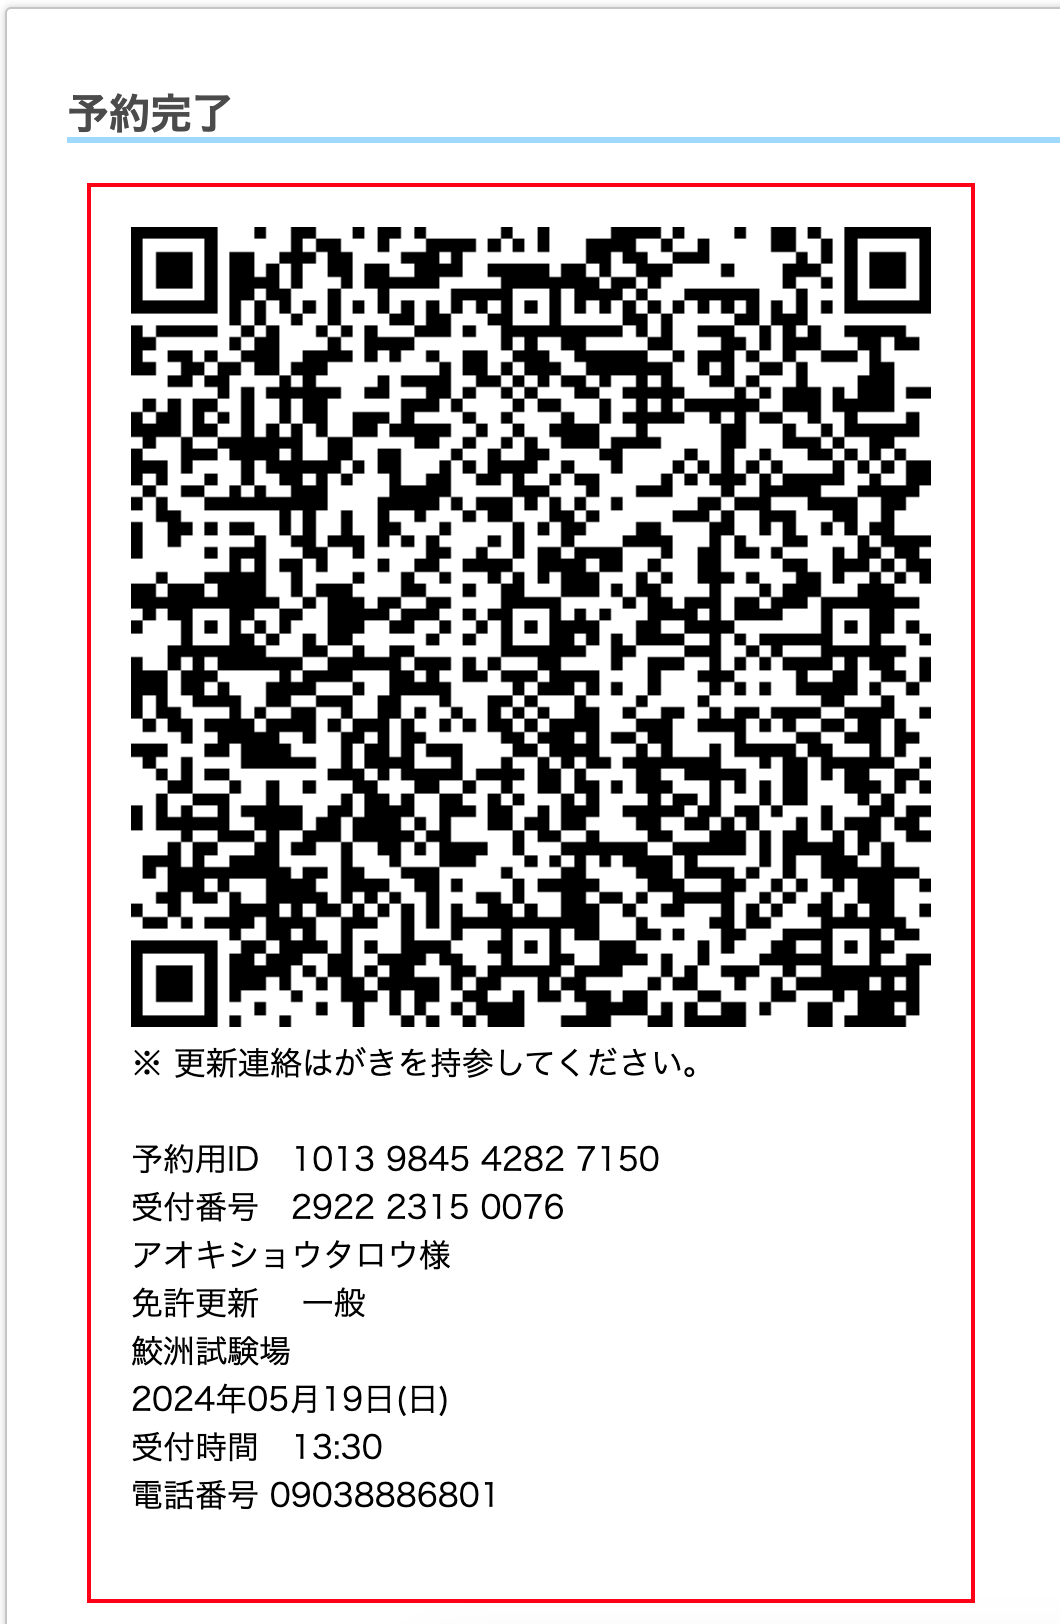 予約完了
※ 更新連絡はがきを持参してください。
予約用ID　1013 9845 4282 7150
受付番号　2922 2315 0076
アオキショウタロウ様
免許更新　 一般
鮫洲試験場
2024年05月19日(日)
受付時間　13:30
電話番号 09038886801